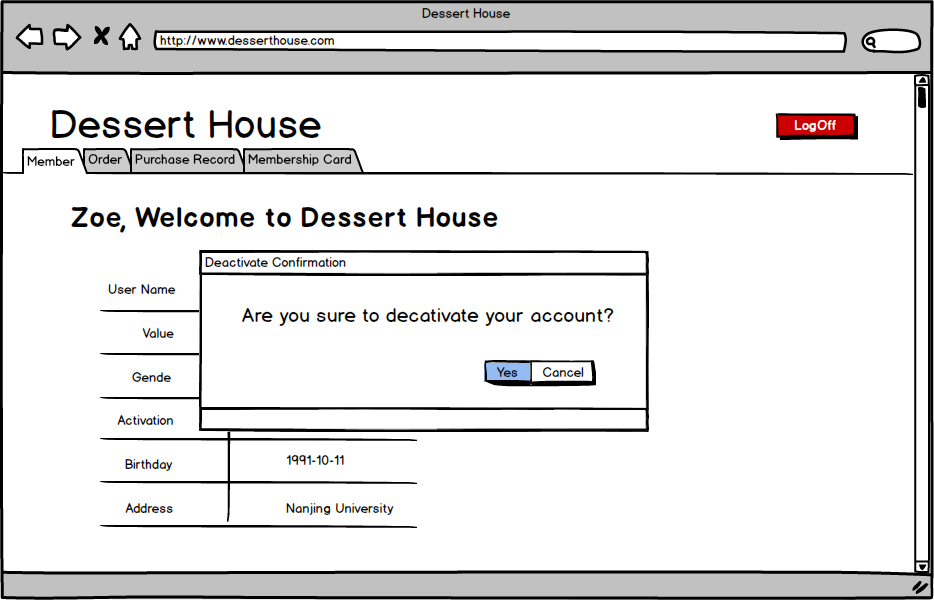 Dessert House
http://www.desserthouse.com
Dessert House
LogOff
Member Order Purchase Record Membership Card
Zoe, Welcome to Dessert House
Deactivate Confirmation
User Name
Are you sure to decativate your account?
Value
Yes Cancel
Gende
Activation
Birthday 1991-10-11
Address Nanjing University